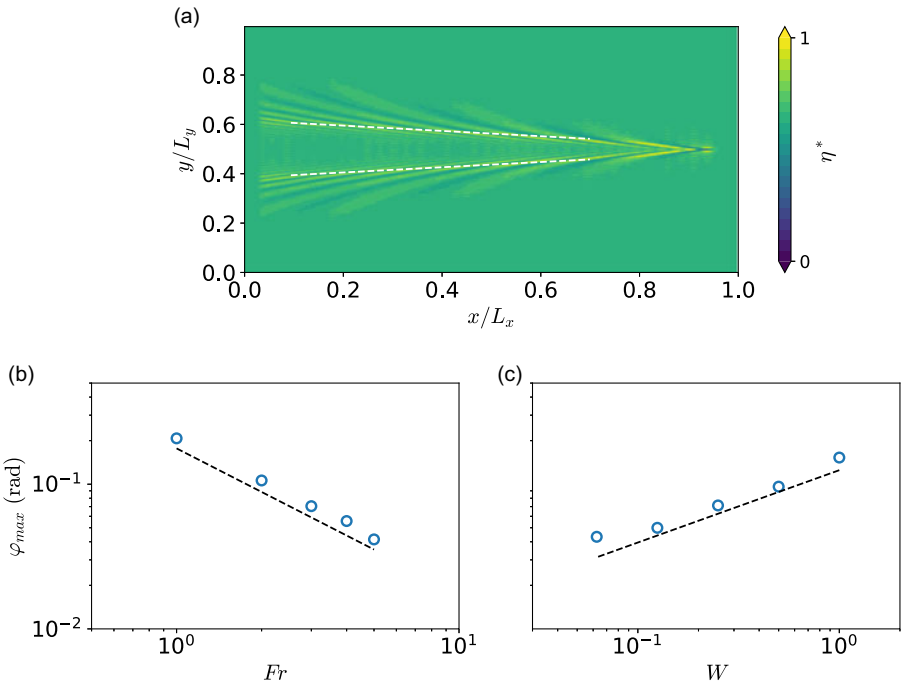 (a)
1
0.8
0.6
0.4
0.2
0.0
y/L_y
η*
0
0.0 0.2 0.4 0.6 0.8 1.0
x/L_x
(b)
(c)
10^{-1}
10^{-2}
φ_{max} (rad)
10^0 10^1
Fr
10^{-1} 10^0
W